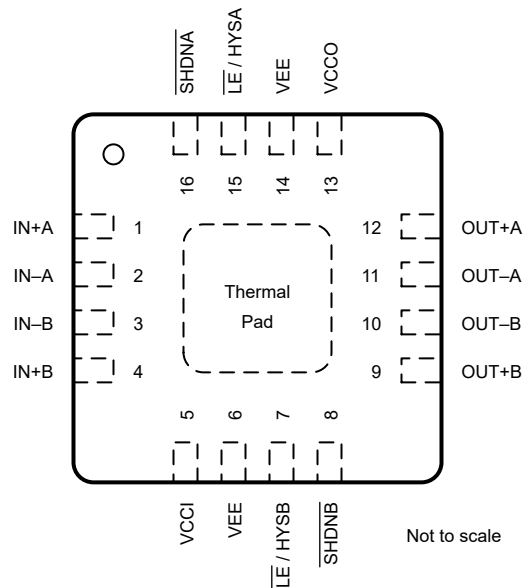 SHDNA
LE / HYSA
VEE
VCCO
16
15
14
13
IN+A
1
12
OUT+A
IN–A
2
11
OUT–A
Thermal
Pad
IN–B
3
10
OUT–B
IN+B
4
9
OUT+B
5
6
7
8
VCCI
VEE
LE / HYSB
SHDNB
Not to scale